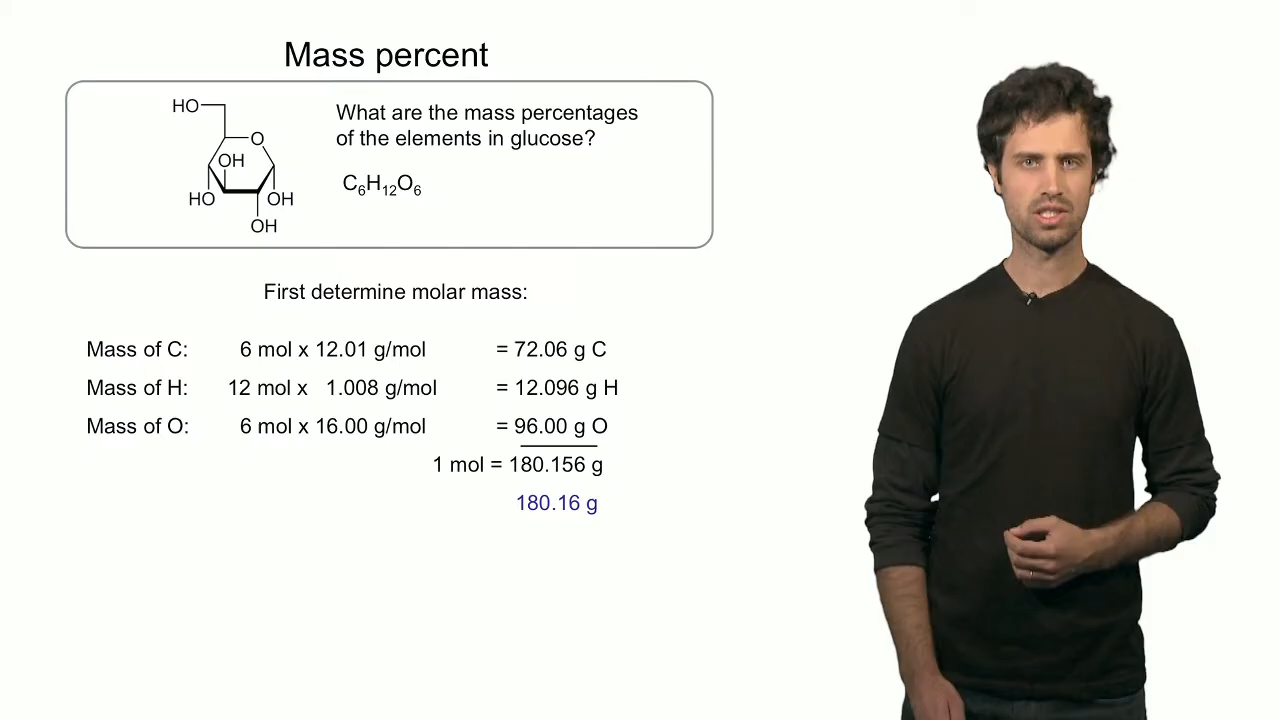 Mass percent
HO
O
OH
HO
OH
OH
What are the mass percentages
of the elements in glucose?
C₆H₁₂O₆
First determine molar mass:
Mass of C: 6 mol x 12.01 g/mol = 72.06 g C
Mass of H: 12 mol x 1.008 g/mol = 12.096 g H
Mass of O: 6 mol x 16.00 g/mol = 96.00 g O
1 mol = 180.156 g
180.16 g